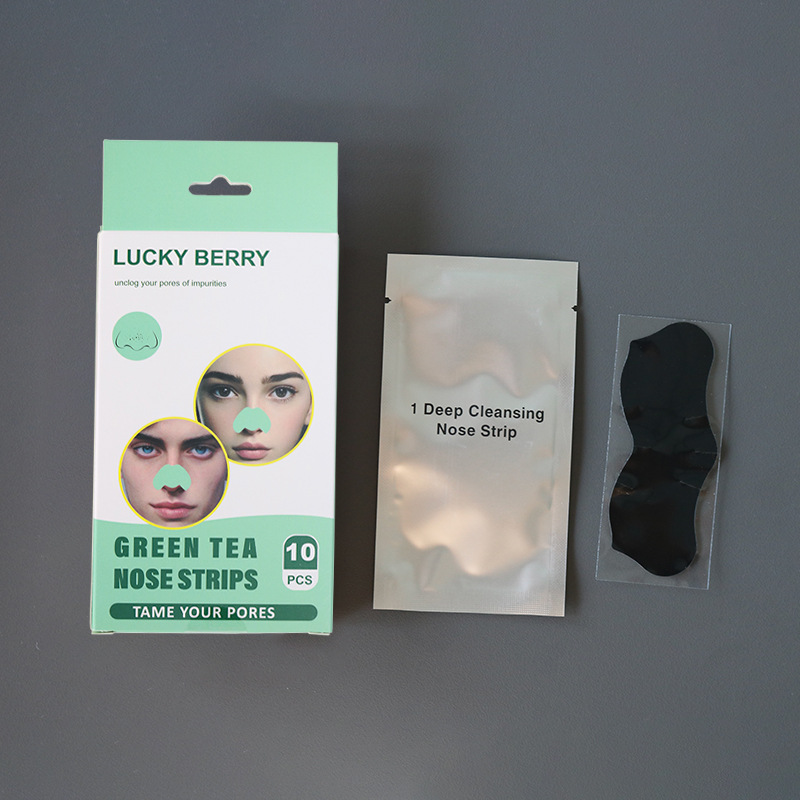 LUCKY BERRY
unclog your pores of impurities
GREEN TEA
NOSE STRIPS
10
PCS
TAME YOUR PORES
1 Deep Cleansing
Nose Strip